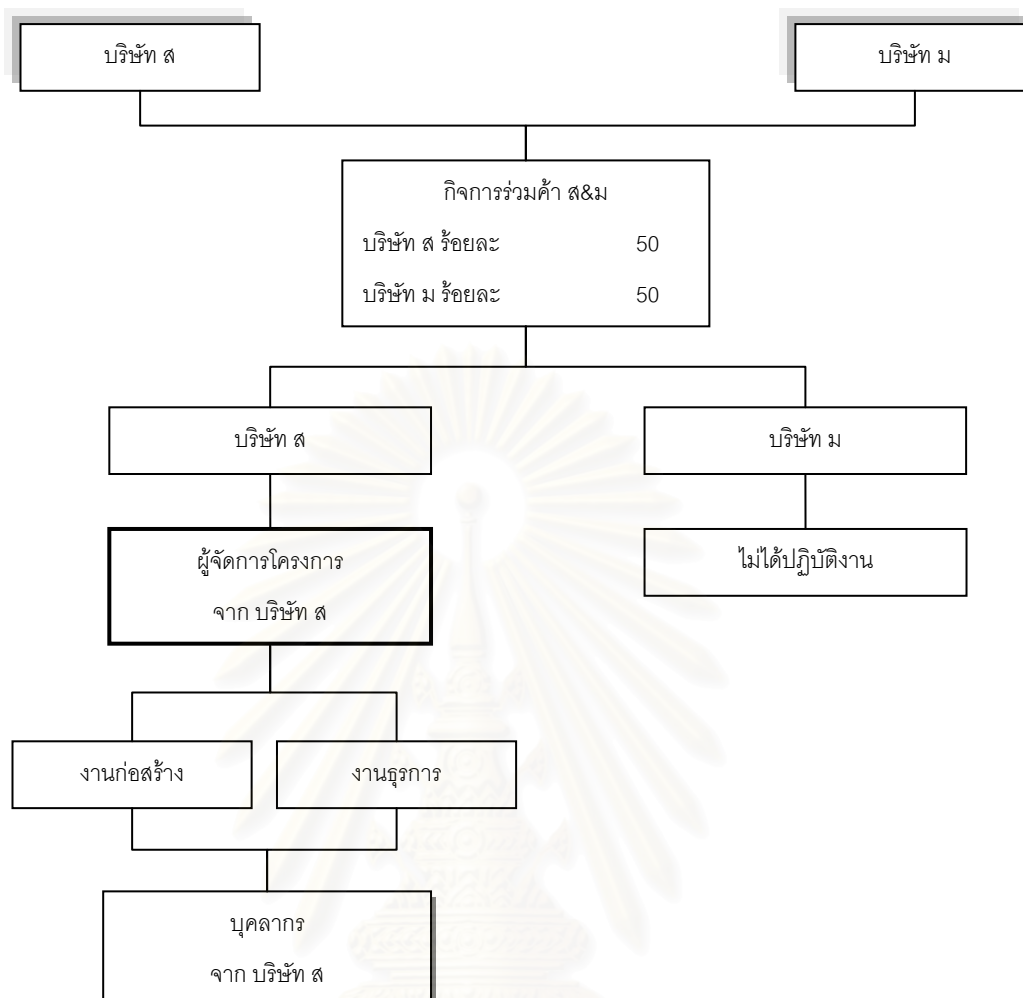 บริษัท ส
บริษัท ม
กิจการร่วมค้า ส&ม
บริษัท ส ร้อยละ 50
บริษัท ม ร้อยละ 50
บริษัท ส
บริษัท ม
ผู้จัดการโครงการ
จาก บริษัท ส
ไม่ได้ปฏิบัติงาน
งานก่อสร้าง
งานธุรการ
บุคลากร
จาก บริษัท ส